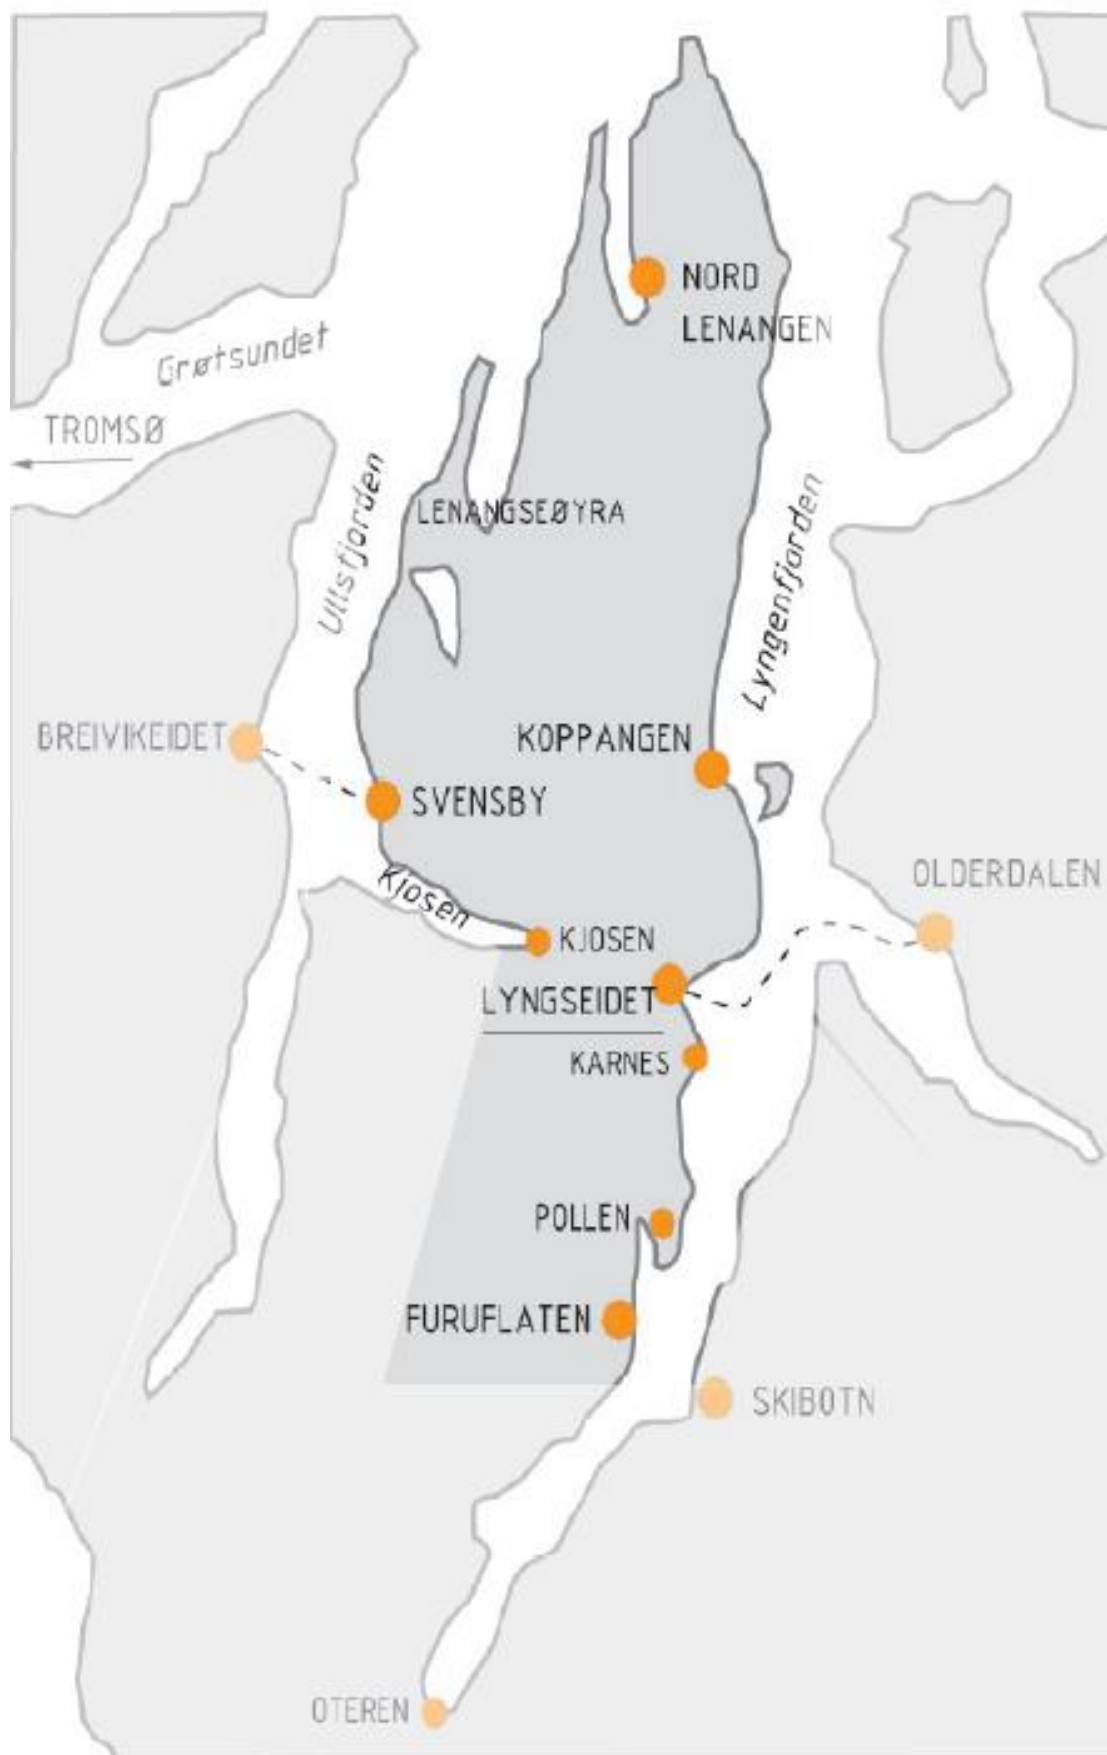 NORD
LENANGEN
Grøtsundet
TROMSØ
Ullsfjorden
LENANGSEØYRA
Lyngenfjorden
BREIVIKEIDET
KOPPANGEN
SVENSBY
OLDERDALEN
Kjosen
KJOSEN
LYNGSEIDET
KARNES
POLLEN
FURUFLATEN
SKIBOTN
OTEREN